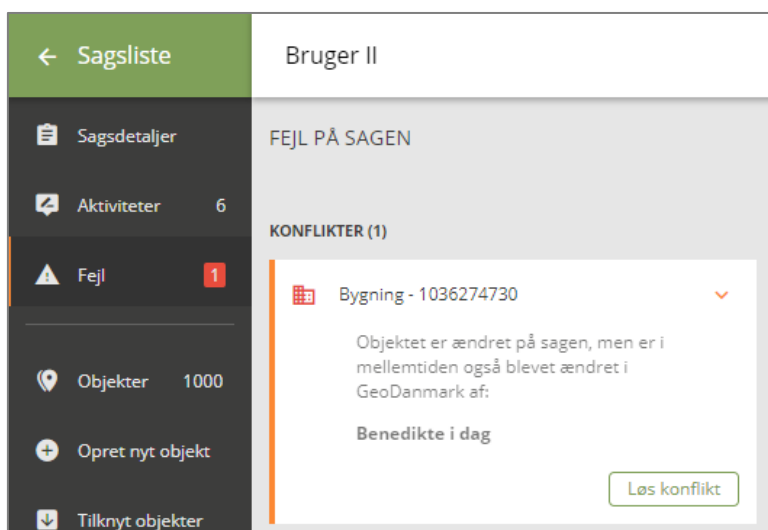 Sagsliste
Bruger II
Sagsdetaljer
Aktiviteter 6
Fejl 1
Objekter 1000
Opret nyt objekt
Tilknyt objekter
FEJL PÅ SAGEN
KONFLIKTER (1)
Bygning - 1036274730
Objektet er ændret på sagen, men er i
mellemtiden også blevet ændret i
GeoDanmark af:
Benedikte i dag
Løs konflikt